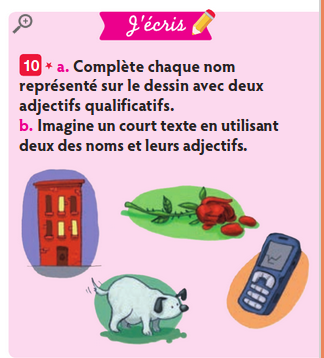 J'écris
10 * a. Complète chaque nom
représenté sur le dessin avec deux
adjectifs qualificatifs.
b. Imagine un court texte en utilisant
deux des noms et leurs adjectifs.